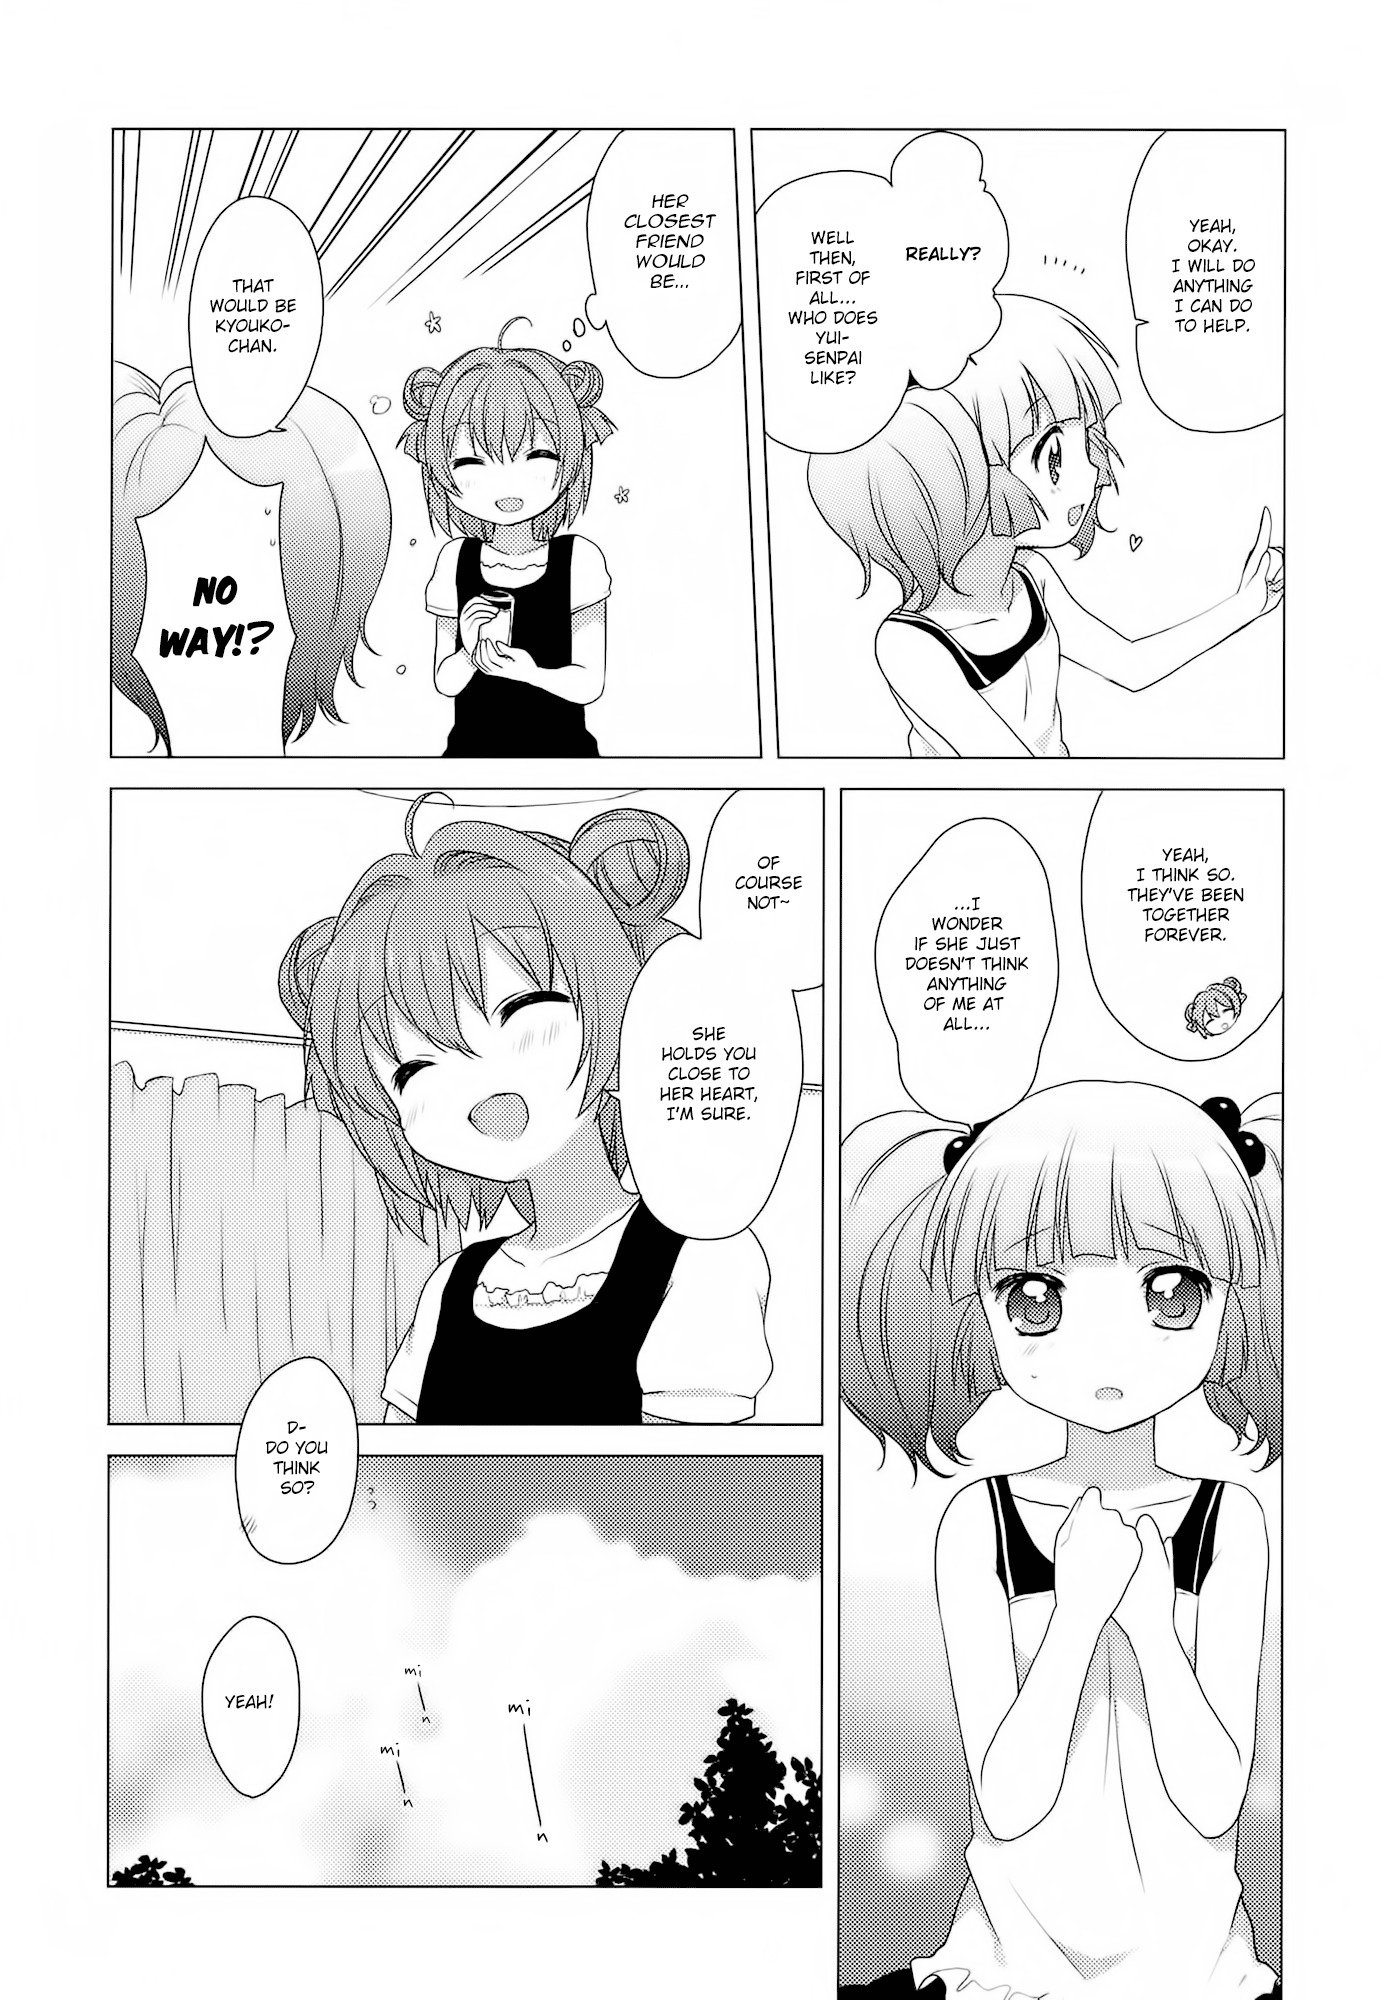 YEAH,
OKAY.
I WILL DO
ANYTHING
I CAN DO
TO HELP.
REALLY?
WELL
THEN,
FIRST OF
ALL...
WHO DOES
YUI-
SENPAI
LIKE?
HER
CLOSEST
FRIEND
WOULD
BE...
THAT
WOULD BE
KYOUKO-
CHAN.
NO
WAY!?
YEAH,
I THINK SO.
THEY'VE BEEN
TOGETHER
FOREVER.
...I
WONDER
IF SHE JUST
DOESN'T THINK
ANYTHING
OF ME AT
ALL...
OF
COURSE
NOT~
SHE
HOLDS YOU
CLOSE TO
HER HEART,
I'M SURE.
D-
DO YOU
THINK
SO?
mi
n
mi
n
mi
n
YEAH!